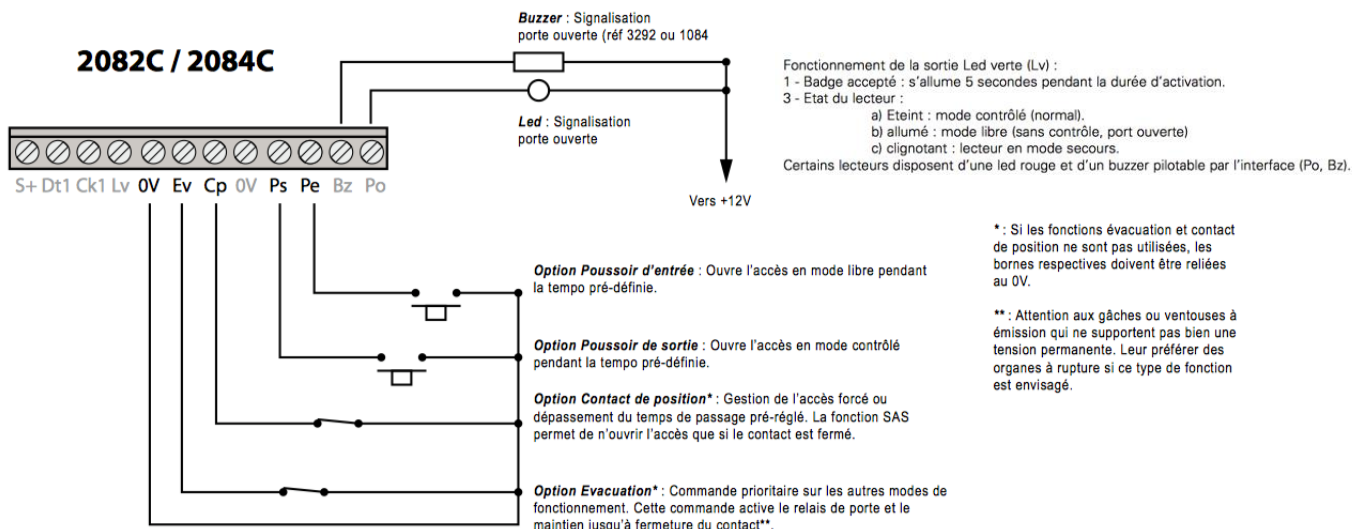 Buzzer : Signalisation
porte ouverte (réf 3292 ou 1084
2082C / 2084C
Led : Signalisation
porte ouverte
S+ Dt1 Ck1 Lv 0V Ev Cp 0V Ps Pe Bz Po
Vers +12V
Fonctionnement de la sortie Led verte (Lv) :
1 - Badge accepté : s'allume 5 secondes pendant la durée d'activation.
3 - Etat du lecteur :
a) Eteint : mode contrôlé (normal).
b) allumé : mode libre (sans contrôle, port ouverte)
c) clignotant : lecteur en mode secours.
Certains lecteurs disposent d'une led rouge et d'un buzzer pilotable par l'interface (Po, Bz).
* : Si les fonctions évacuation et contact
de position ne sont pas utilisées, les
bornes respectives doivent être reliées
au 0V.
** : Attention aux gâches ou ventouses à
émission qui ne supportent pas bien une
tension permanente. Leur préférer des
organes à rupture si ce type de fonction
est envisagé.
Option Poussoir d'entrée : Ouvre l'accès en mode libre pendant
la tempo pré-définie.
Option Poussoir de sortie : Ouvre l'accès en mode contrôlé
pendant la tempo pré-définie.
Option Contact de position* : Gestion de l'accès forcé ou
dépassement du temps de passage pré-réglé. La fonction SAS
permet de n'ouvrir l'accès que si le contact est fermé.
Option Evacuation* : Commande prioritaire sur les autres modes de
fonctionnement. Cette commande active le relais de porte et le
maintien jusqu'à fermeture du contact**.